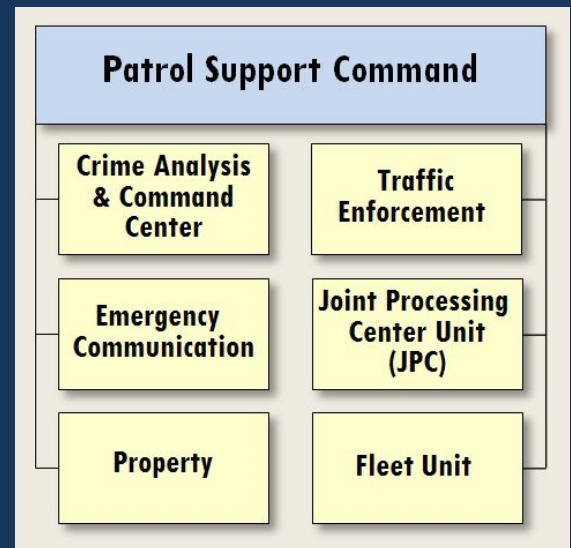 Patrol Support Command
Crime Analysis
& Command
Center
Traffic
Enforcement
Emergency
Communication
Joint Processing
Center Unit
(JPC)
Property
Fleet Unit